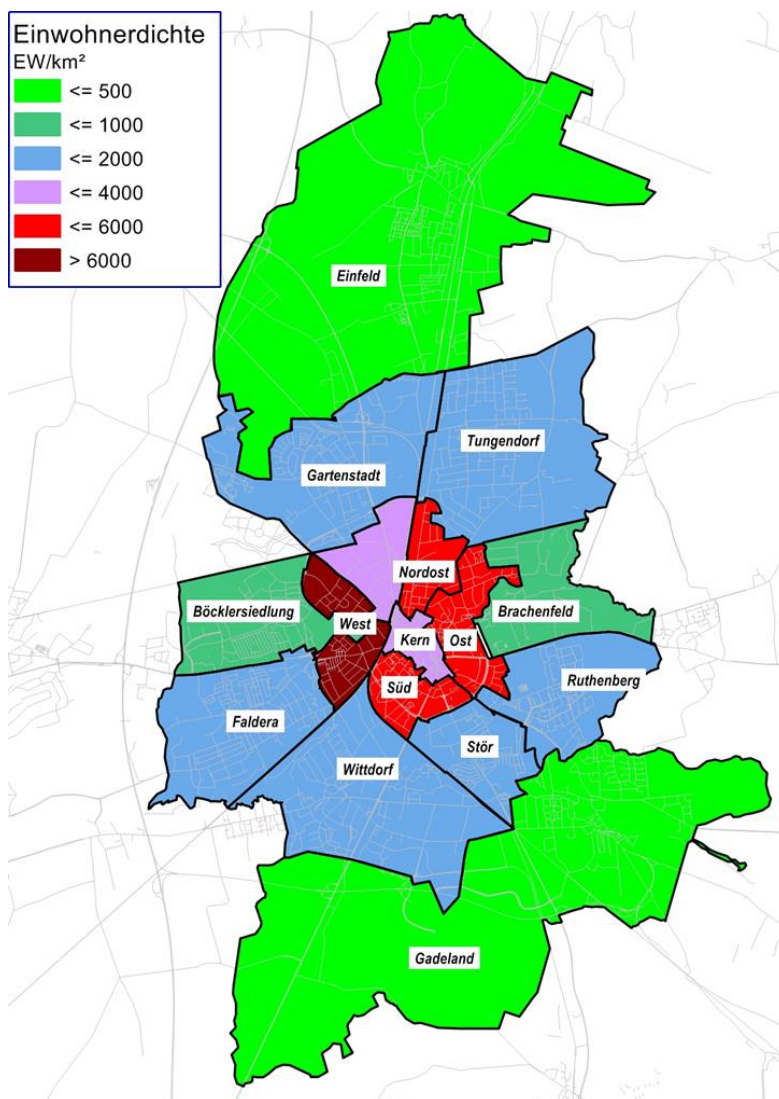 Einwohnerdichte
EW/km²
<= 500
<= 1000
<= 2000
<= 4000
<= 6000
> 6000
Einfeld
Tungendorf
Gartenstadt
Nordost
Böcklersiedlung
Brachenfeld
West
Kern
Ost
Ruthenberg
Süd
Faldera
Stör
Wittdorf
Gadeland